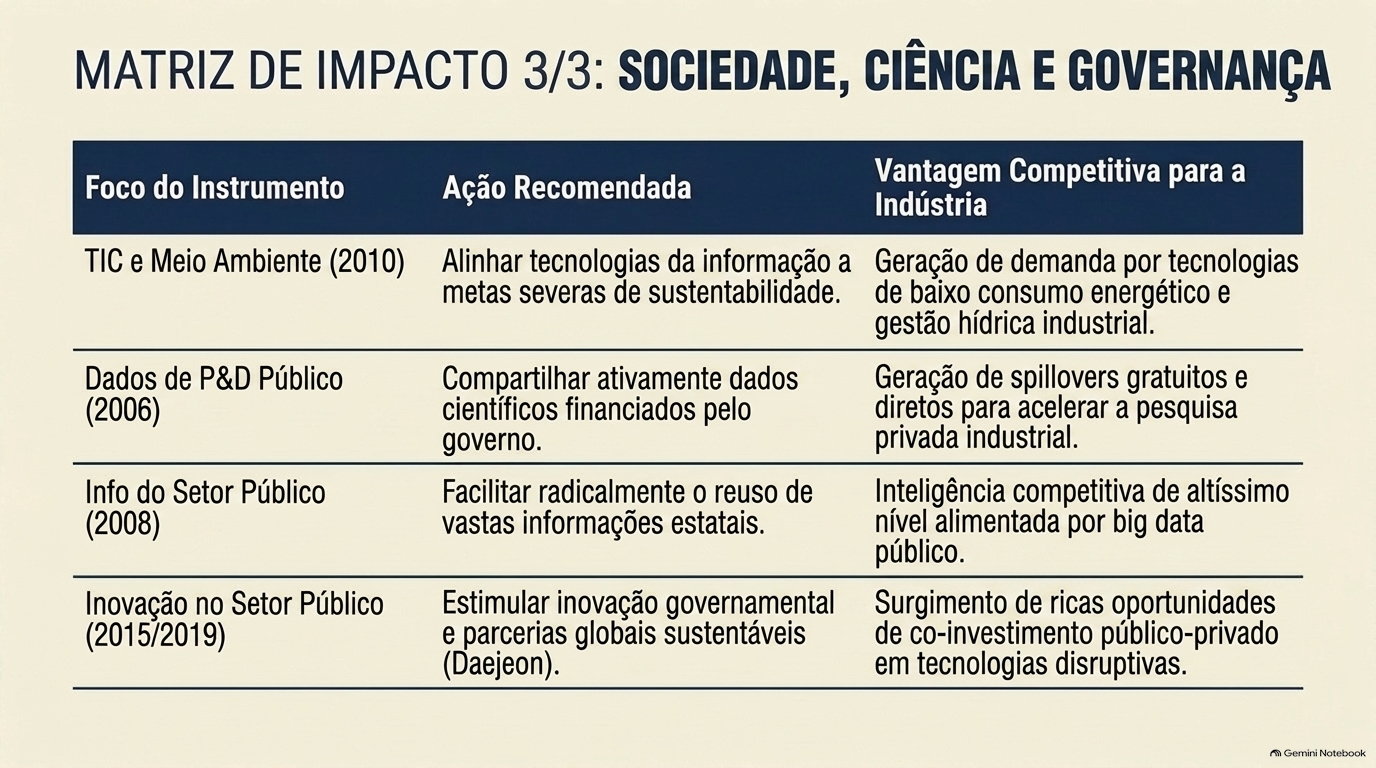 MATRIZ DE IMPACTO 3/3: SOCIEDADE, CIÊNCIA E GOVERNANÇA
Foco do Instrumento
Ação Recomendada
Vantagem Competitiva para a
Indústria
TIC e Meio Ambiente (2010)
Alinhar tecnologias da informação a
metas severas de sustentabilidade.
Geração de demanda por tecnologias
de baixo consumo energético e
gestão hídrica industrial.
Dados de P&D Público
(2006)
Compartilhar ativamente dados
científicos financiados pelo
governo.
Geração de spillovers gratuitos e
diretos para acelerar a pesquisa
privada industrial.
Info do Setor Público
(2008)
Facilitar radicalmente o reuso de
vastas informações estatais.
Inteligência competitiva de altíssimo
nível alimentada por big data
público.
Inovação no Setor Público
(2015/2019)
Estimular inovação governamental
e parcerias globais sustentáveis
(Daejeon).
Surgimento de ricas oportunidades
de co-investimento público-privado
em tecnologias disruptivas.
Gemini Notebook